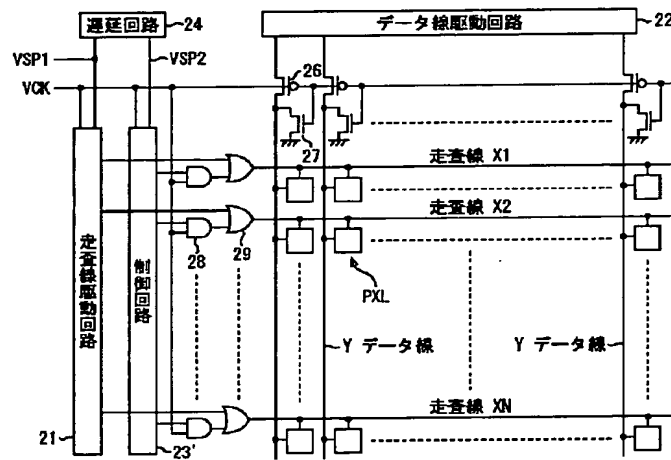 遅延回路
24
データ線駆動回路
22
VSP1
VSP2
VCK
26
27
走査線 X1
走査線 X2
28
29
PXL
走査線駆動回路
制御回路
Y データ線
Y データ線
走査線 XN
21
23'